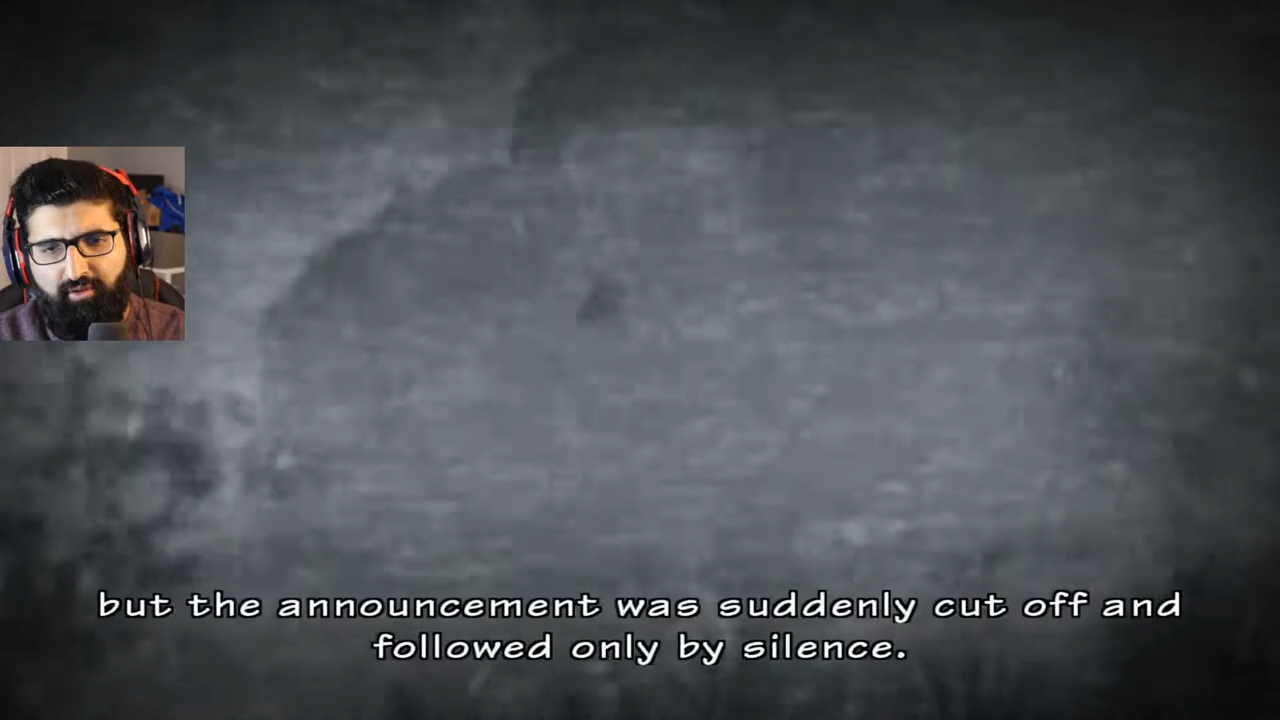 but the announcement was suddenly cut off and
followed only by silence.